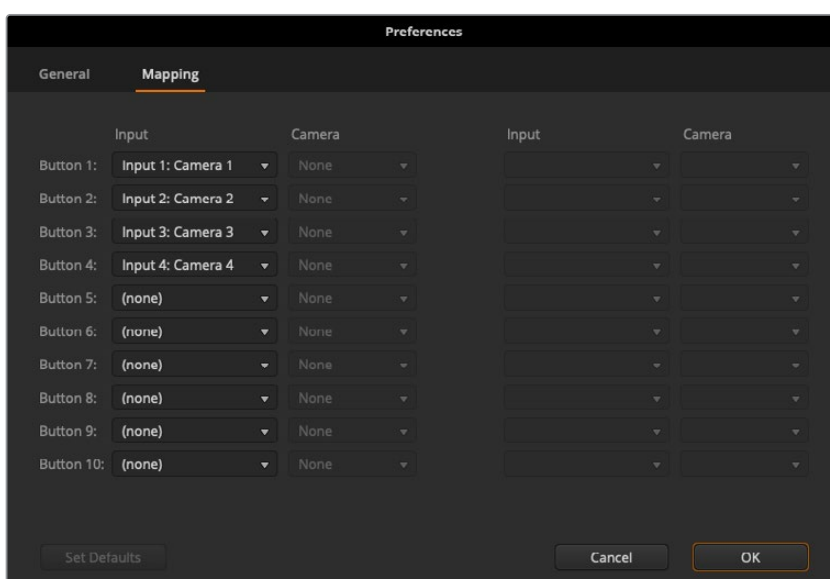 Preferences
General Mapping
Input Camera Input Camera
Button 1: Input 1: Camera 1 None
Button 2: Input 2: Camera 2 None
Button 3: Input 3: Camera 3 None
Button 4: Input 4: Camera 4 None
Button 5: (none) None
Button 6: (none) None
Button 7: (none) None
Button 8: (none) None
Button 9: (none) None
Button 10: (none) None
Set Defaults Cancel OK